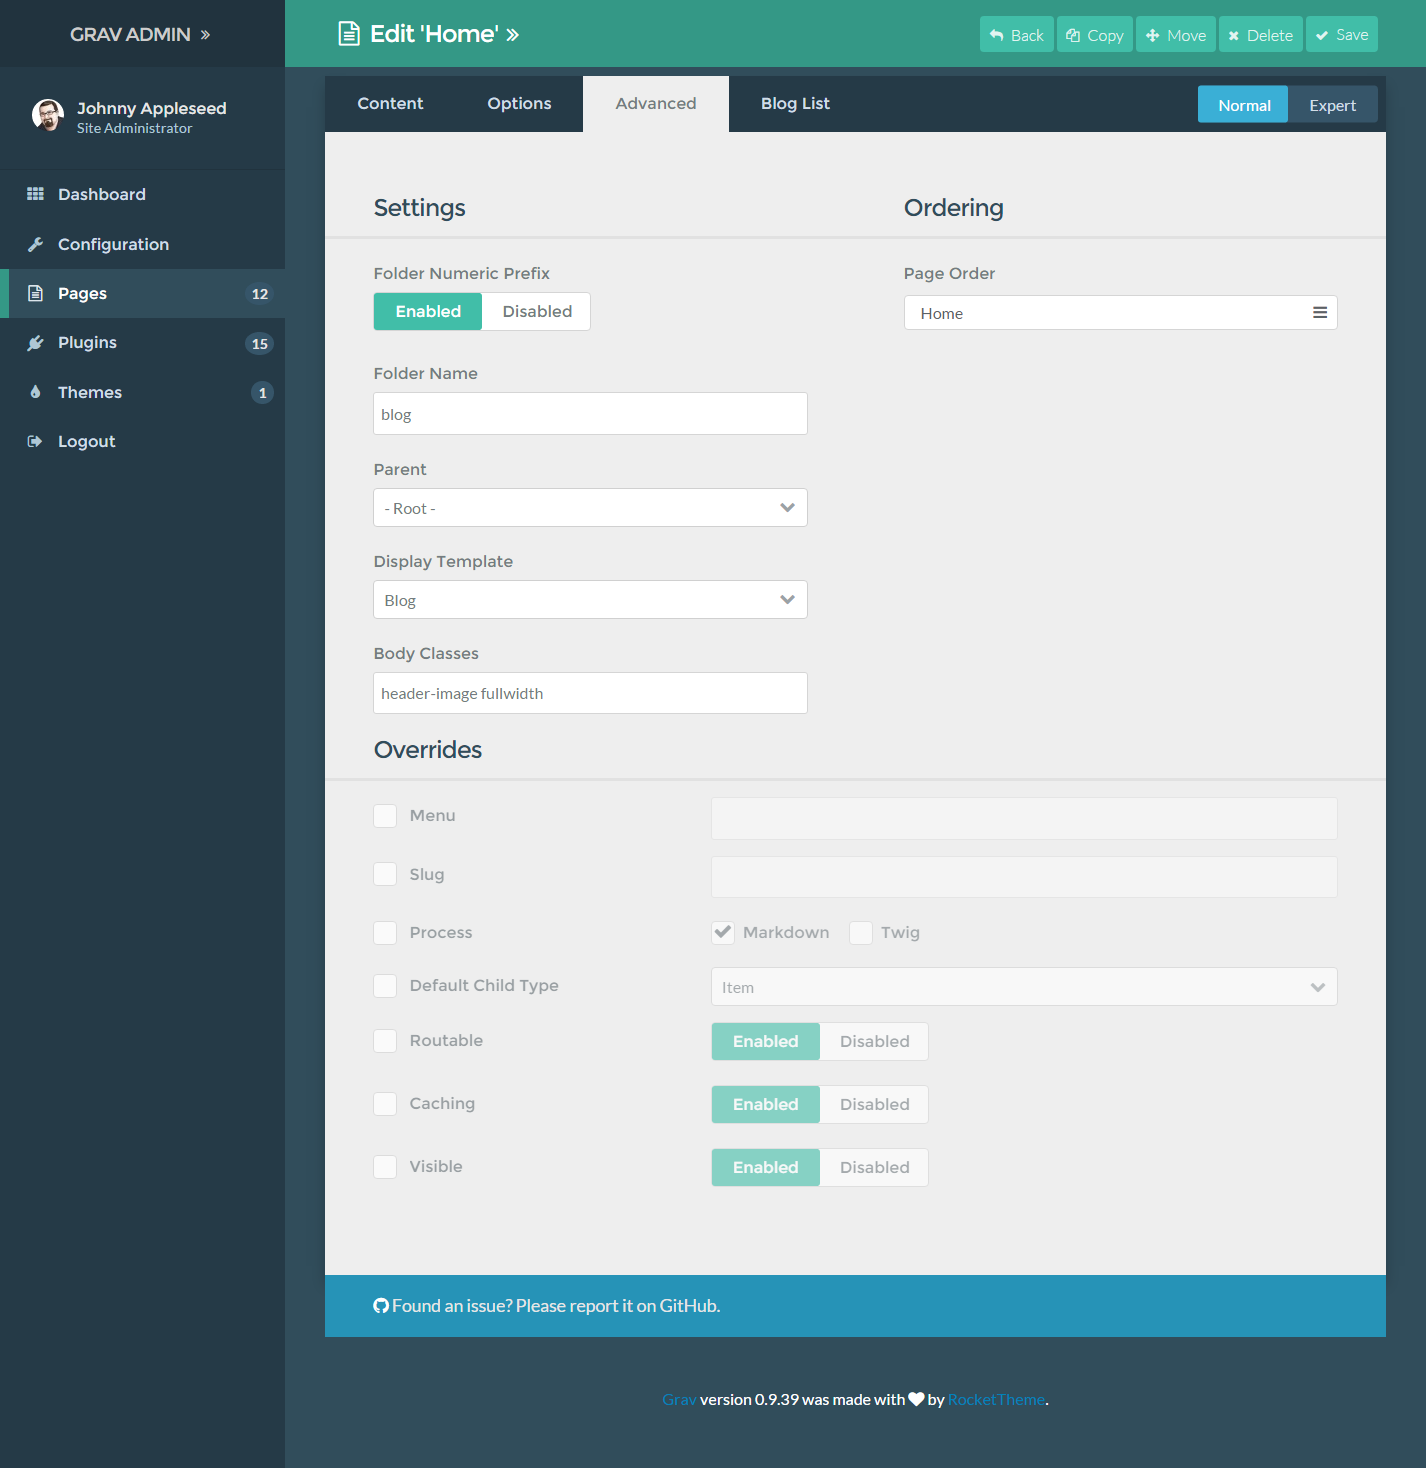 GRAV ADMIN »
Edit 'Home' »
Back
Copy
Move
Delete
Save
Johnny Appleseed
Site Administrator
Dashboard
Configuration
Pages 12
Plugins 15
Themes 1
Logout
Content
Options
Advanced
Blog List
Normal
Expert
Settings
Folder Numeric Prefix
Enabled Disabled
Folder Name
blog
Parent
- Root -
Display Template
Blog
Body Classes
header-image fullwidth
Ordering
Page Order
Home
Overrides
Menu
Slug
Process Markdown Twig
Default Child Type Item
Routable Enabled Disabled
Caching Enabled Disabled
Visible Enabled Disabled
Found an issue? Please report it on GitHub.
Grav version 0.9.39 was made with ♥ by RocketTheme.